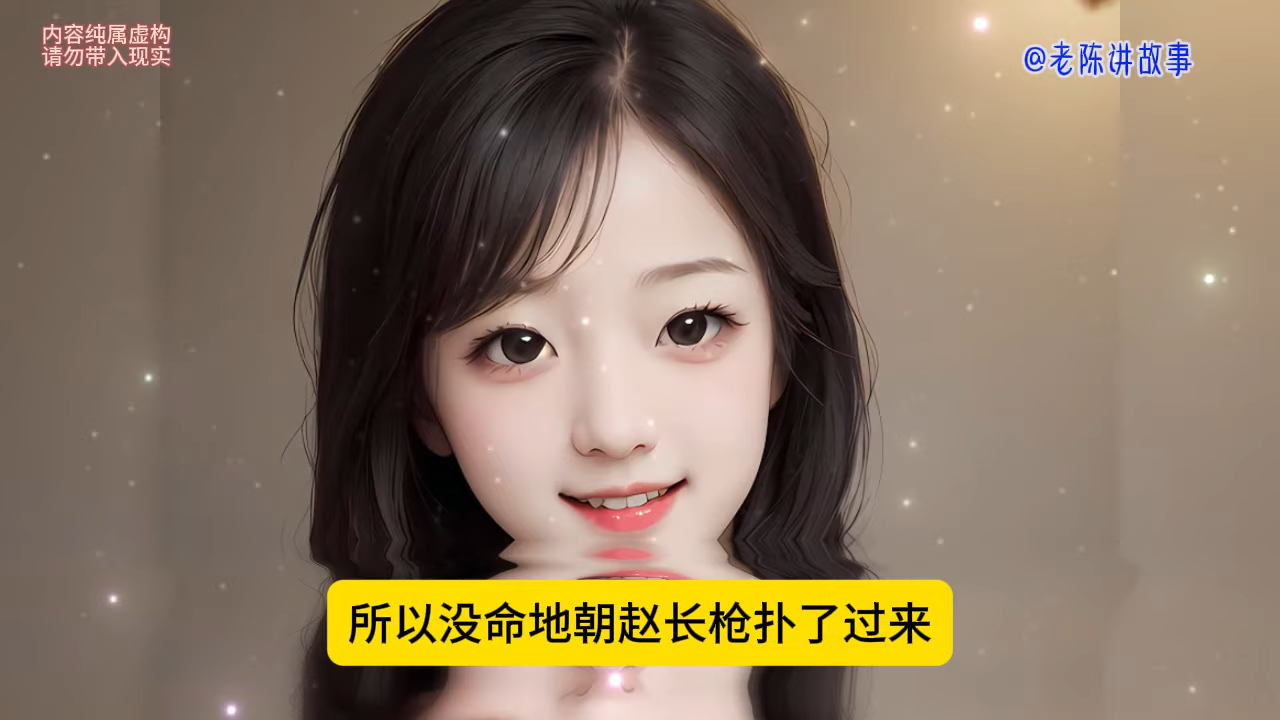 内容纯属虚构
请勿带入现实
@老陈讲故事
所以没命地朝赵长枪扑了过来